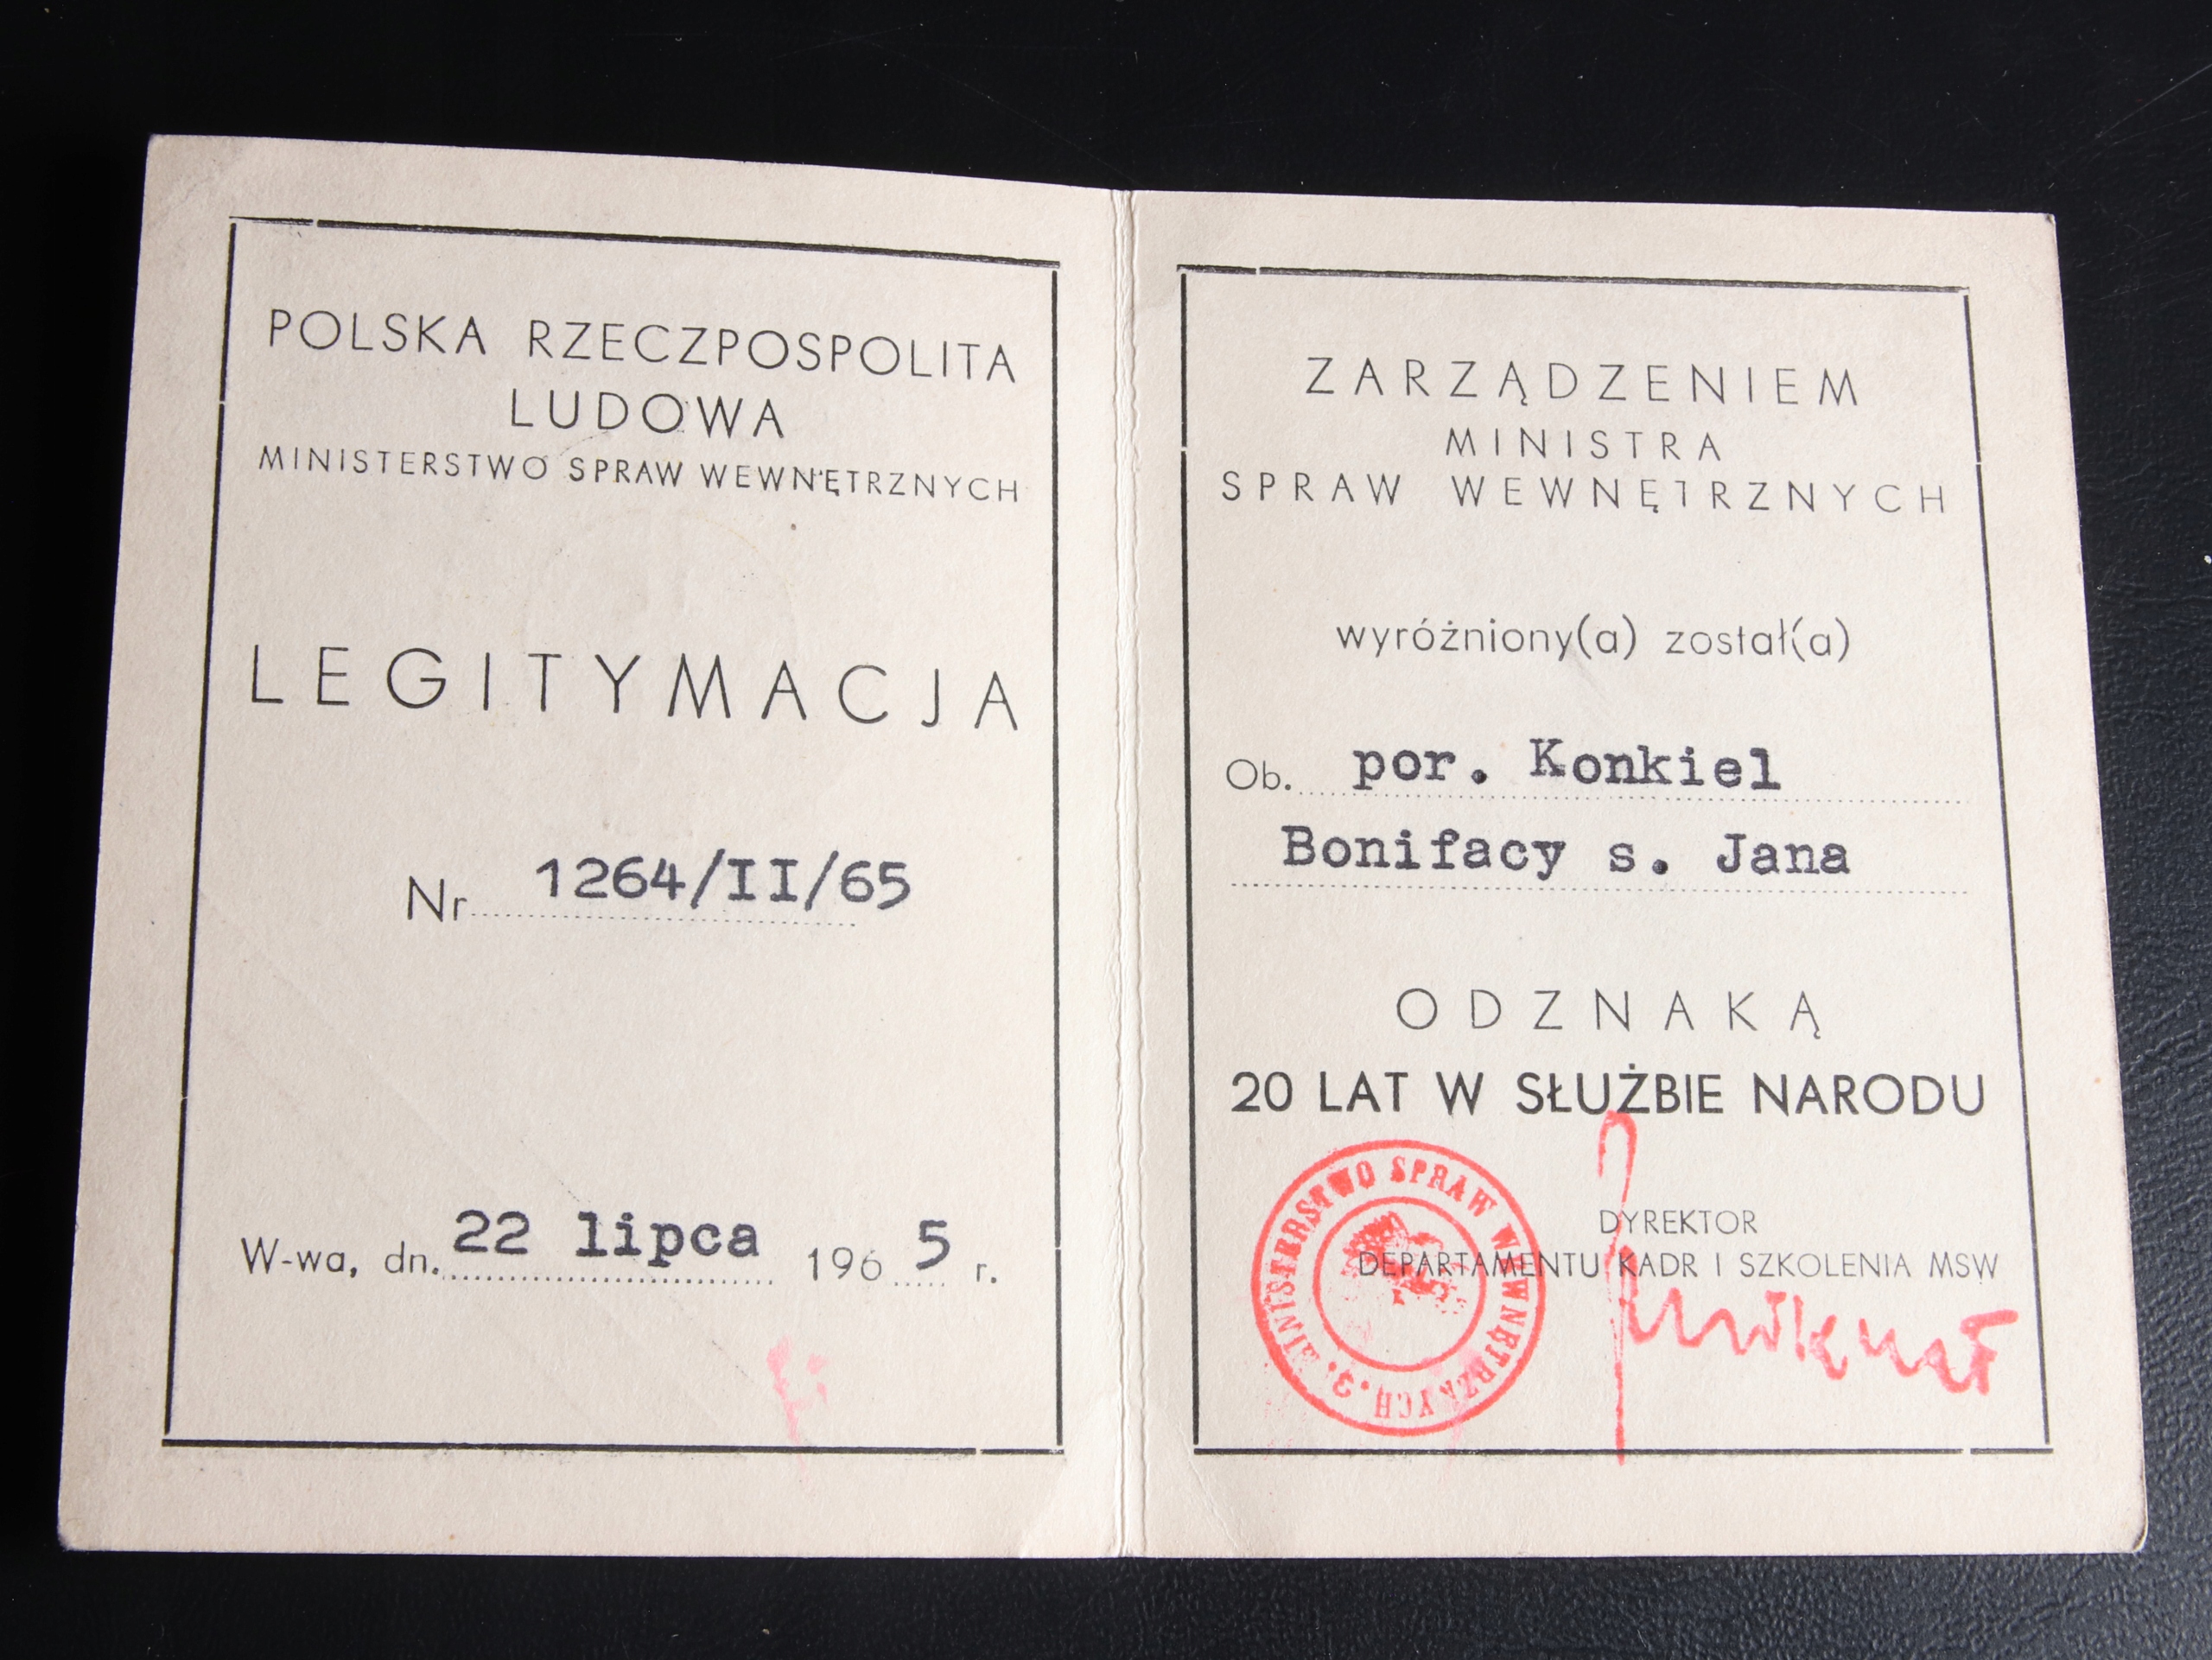 POLSKA RZECZPOSPOLITA
LUDOWA
MINISTERSTWO SPRAW WEWNĘTRZNYCH
LEGITYMACJA
Nr 1264/II/65
W-wa, dn. 22 lipca 1965 r.
ZARZĄDZENIEM
MINISTRA
SPRAW WEWNĘTRZNYCH
wyróżniony(a) został(a)
Ob. por. Konkiel
Bonifacy s. Jana
ODZNAKĄ
20 LAT W SŁUŻBIE NARODU
DYREKTOR
DEPARTAMENTU KADR I SZKOLENIA MSW
MINISTERSTWO SPRAW WEWNĘTRZNYCH.3.